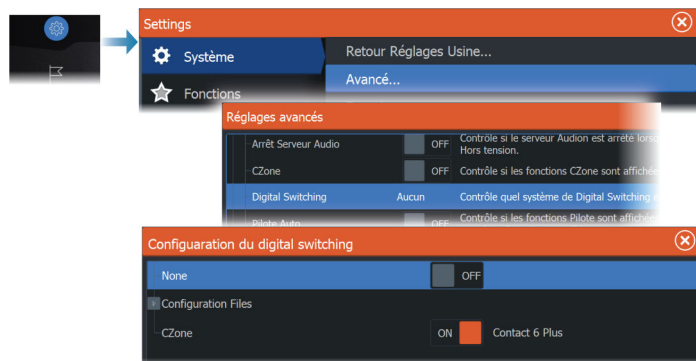 Settings
Système
Retour Réglages Usine...
Avancé...
Fonctions
Réglages avancés
Arrêt Serveur Audio OFF Contrôle si le serveur Audion est arrêté
Hors tension.
CZone OFF Contrôle si les fonctions CZone sont affichée
Digital Switching Aucun Contrôle quel système de Digital Switching
Pilote Auto OFF Contrôle si les fonctions Pilote sont affichée
Configuaration du digital switching
None OFF
Configuration Files
CZone ON Contact 6 Plus